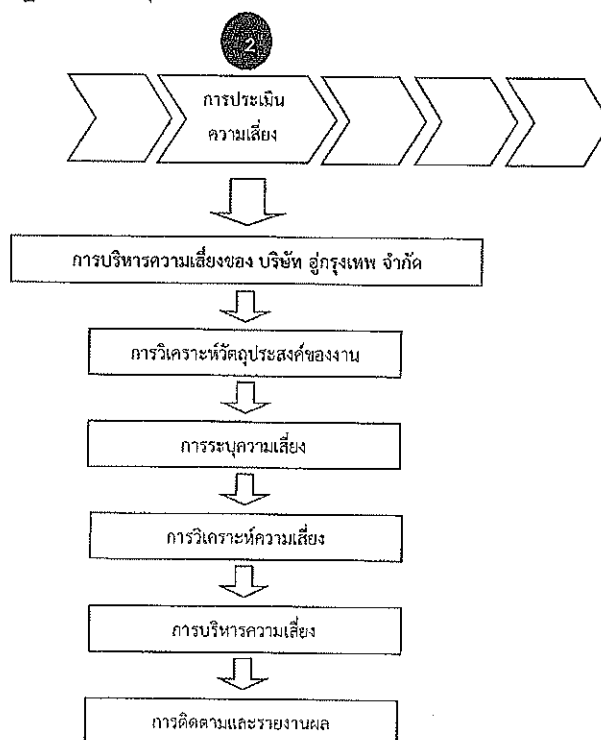 2
การประเมิน
ความเสี่ยง
การบริหารความเสี่ยงของ บริษัท อู่กรุงเทพ จำกัด
การวิเคราะห์วัตถุประสงค์ของงาน
การระบุความเสี่ยง
การวิเคราะห์ความเสี่ยง
การบริหารความเสี่ยง
การติดตามและรายงานผล